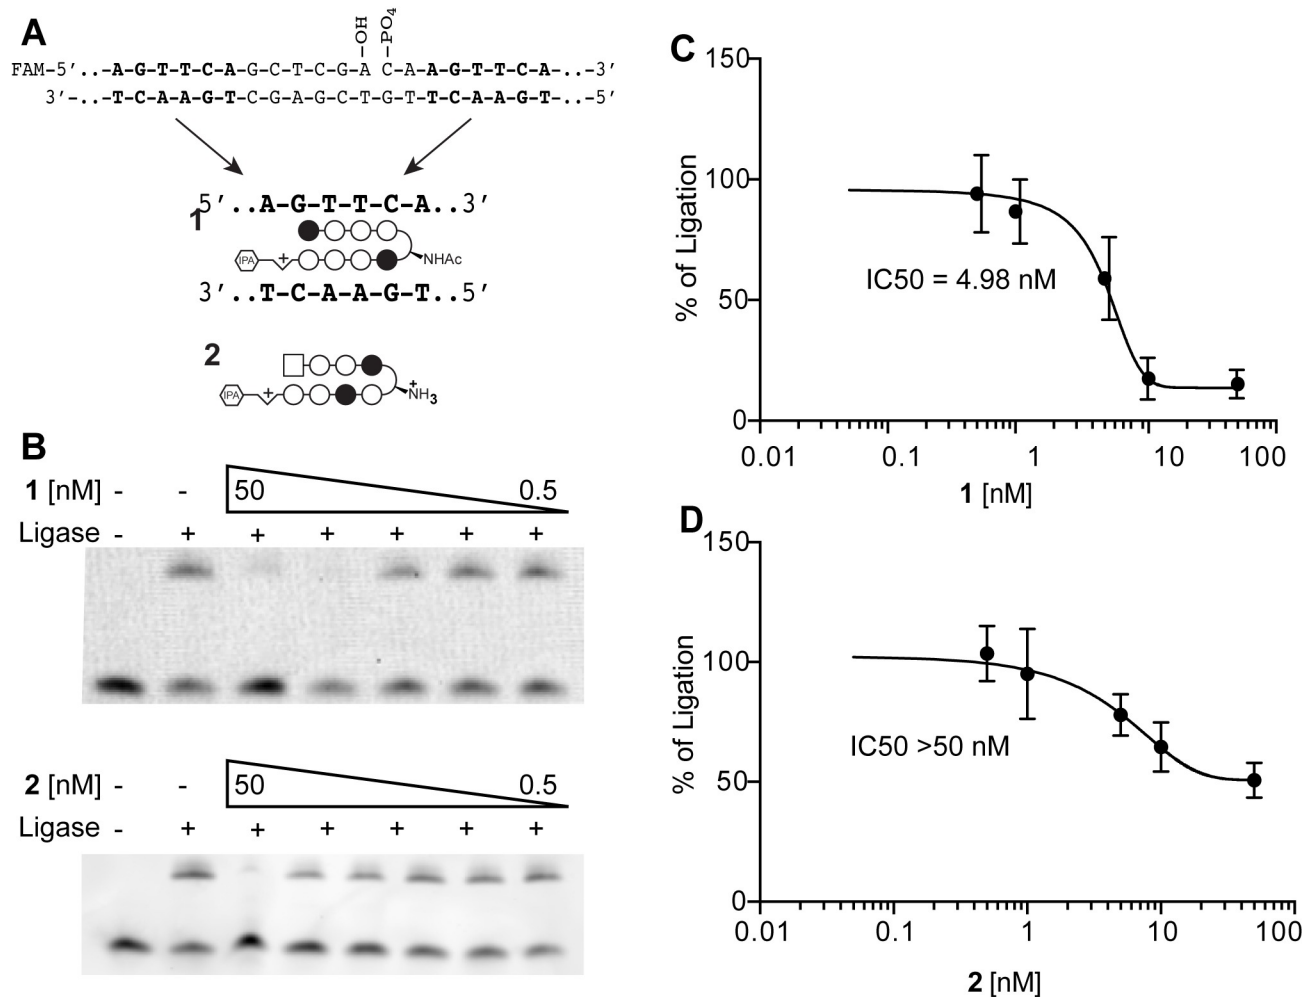 A
–OH
–PO4
FAM–5′..–A–G–T–T–C–A–G–C–T–C–G–A C–A–A–G–T–T–C–A–..–3′
3′–..–T–C–A–A–G–T–C–G–A–G–C–T–G–T–T–C–A–A–G–T–..–5′
5′..A–G–T–T–C–A..3′
1
IPA + NHAc
3′..T–C–A–A–G–T..5′
2
IPA + NH3 +
B
1 [nM] - - 50 0.5
Ligase - + + + + + +
2 [nM] - - 50 0.5
Ligase - + + + + + +
C
150
100
50
0
% of Ligation
IC50 = 4.98 nM
0.01 0.1 1 10 100
1 [nM]
D
150
100
50
0
% of Ligation
IC50 >50 nM
0.01 0.1 1 10 100
2 [nM]